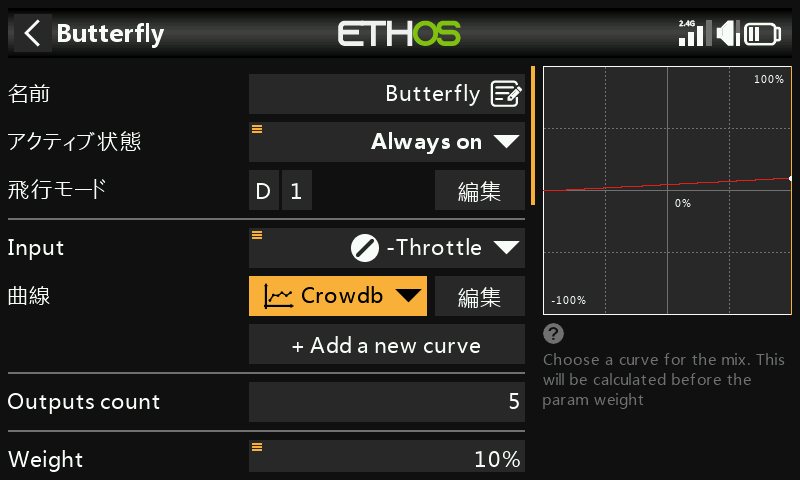 Butterfly
ETHOS
2.4G
名前
Butterfly
アクティブ状態
Always on
飛行モード
D
1
編集
Input
-Throttle
曲線
Crowdb
編集
+ Add a new curve
Outputs count
5
Weight
10%
100%
0%
-100%
?
Choose a curve for the mix. This
will be calculated before the
param weight